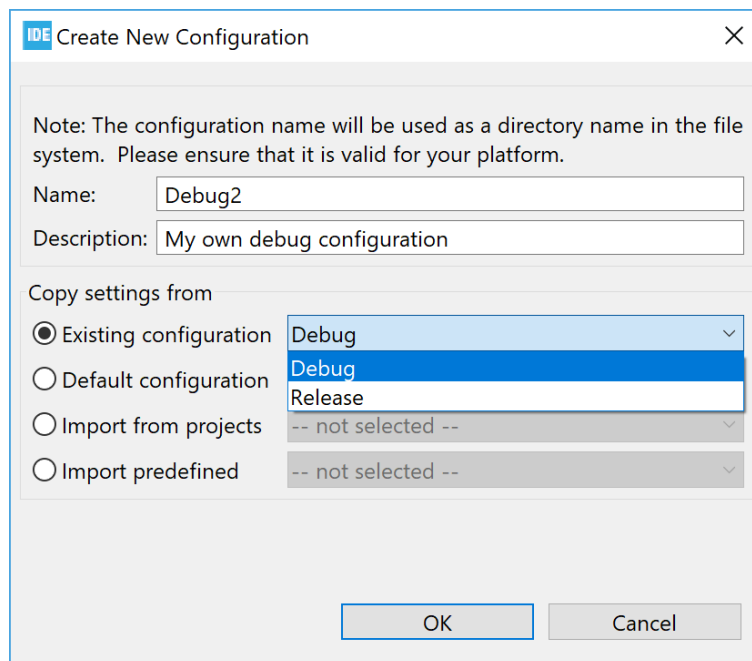 IDE Create New Configuration
Note: The configuration name will be used as a directory name in the file
system.  Please ensure that it is valid for your platform.
Name: Debug2
Description: My own debug configuration
Copy settings from
Existing configuration Debug
Debug
Default configuration
Release
Import from projects -- not selected --
Import predefined -- not selected --
OK Cancel